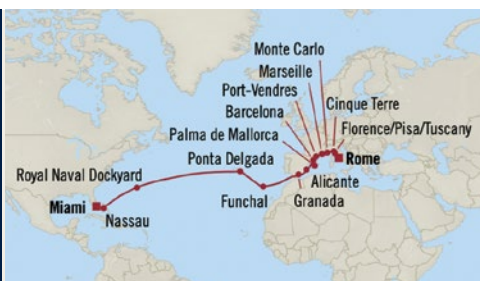 Monte Carlo
Marseille
Port-Vendres
Cinque Terre
Barcelona
Florence/Pisa/Tuscany
Palma de Mallorca
Rome
Ponta Delgada
Royal Naval Dockyard
Alicante
Miami
Funchal
Granada
Nassau